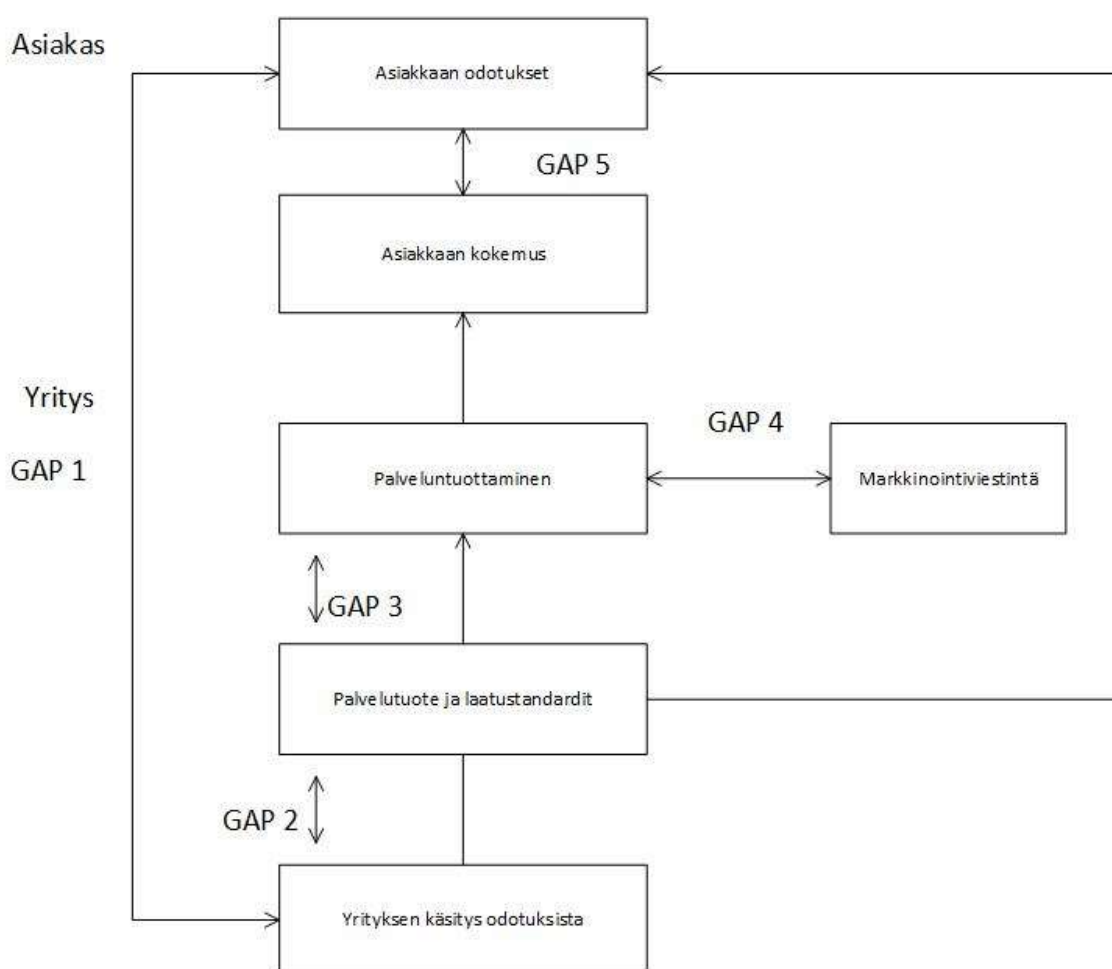 Asiakas
Asiakkaan odotukset
GAP 5
Asiakkaan kokemus
Yritys
GAP 4
GAP 1
Palveluntuottaminen
Markkinointiviestintä
GAP 3
Palvelutuote ja laatustandardit
GAP 2
Yrityksen käsitys odotuksista